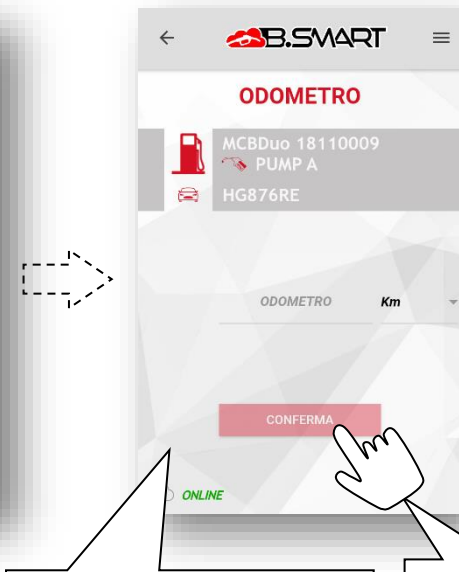 B.SMART
ODOMETRO
MCBDuo 18110009
PUMP A
HG876RE
ODOMETRO Km
CONFERMA
ONLINE